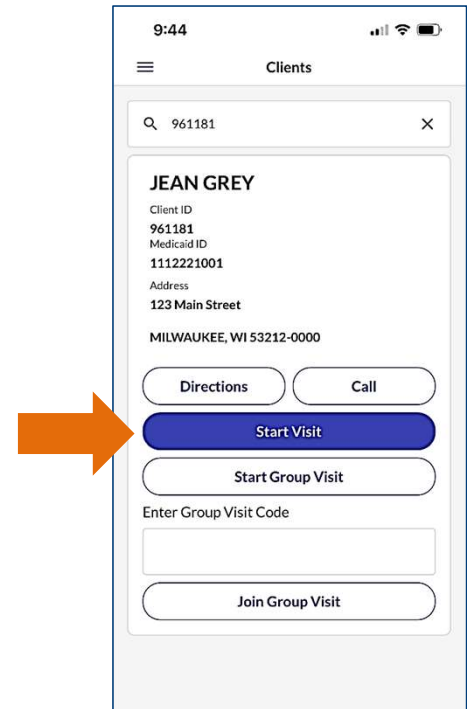 9:44
Clients
961181
JEAN GREY
Client ID
961181
Medicaid ID
1112221001
Address
123 Main Street
MILWAUKEE, WI 53212-0000
Directions
Call
Start Visit
Start Group Visit
Enter Group Visit Code
Join Group Visit